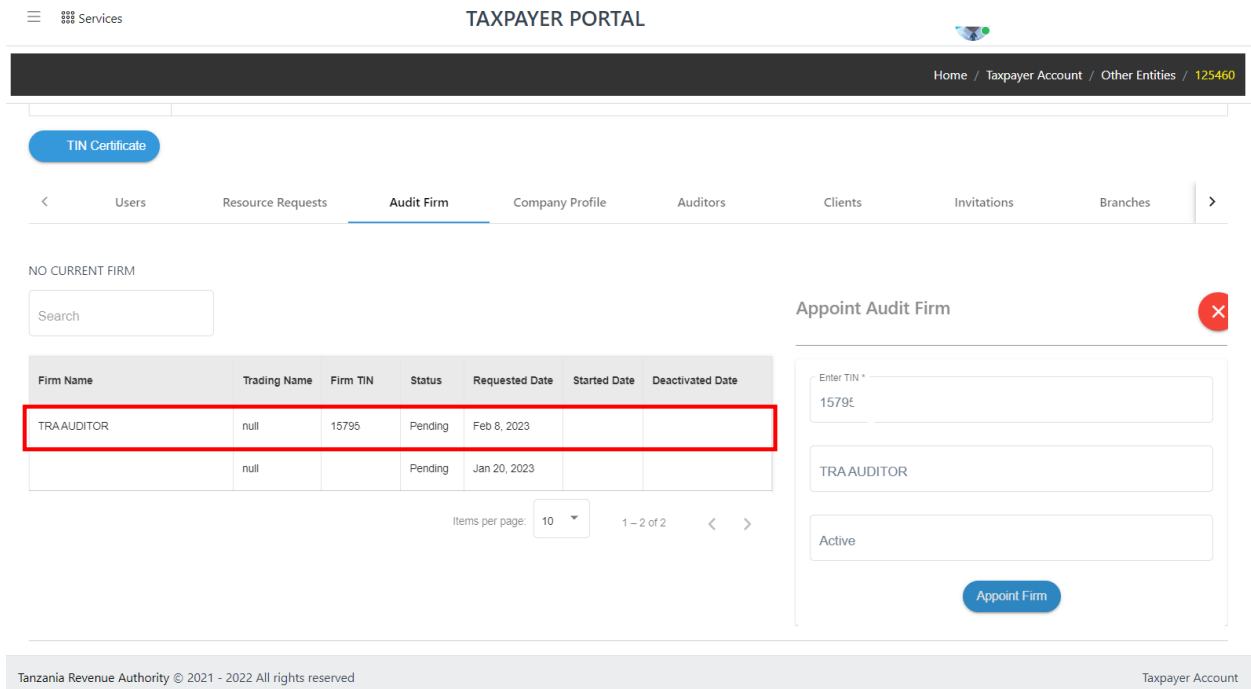 Services
TAXPAYER PORTAL
Home / Taxpayer Account / Other Entities / 125460
TIN Certificate
Users Resource Requests Audit Firm Company Profile Auditors Clients Invitations Branches
NO CURRENT FIRM
Search
Appoint Audit Firm
Firm Name Trading Name Firm TIN Status Requested Date Started Date Deactivated Date
TRA AUDITOR null 15795 Pending Feb 8, 2023
null Pending Jan 20, 2023
Items per page: 10 1 – 2 of 2
Enter TIN *
15795
TRA AUDITOR
Active
Appoint Firm
Tanzania Revenue Authority © 2021 - 2022 All rights reserved
Taxpayer Account